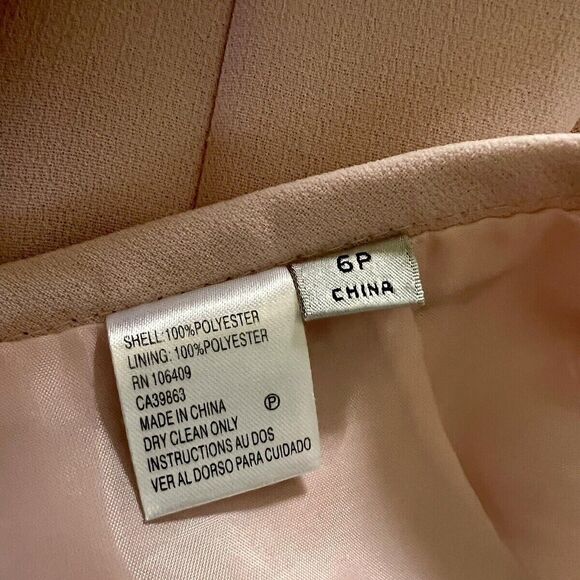 6P
CHINA
SHELL:100%POLYESTER
LINING: 100%POLYESTER
RN 106409
CA39863
MADE IN CHINA
DRY CLEAN ONLY P
INSTRUCTIONS AU DOS
VER AL DORSO PARA CUIDADO